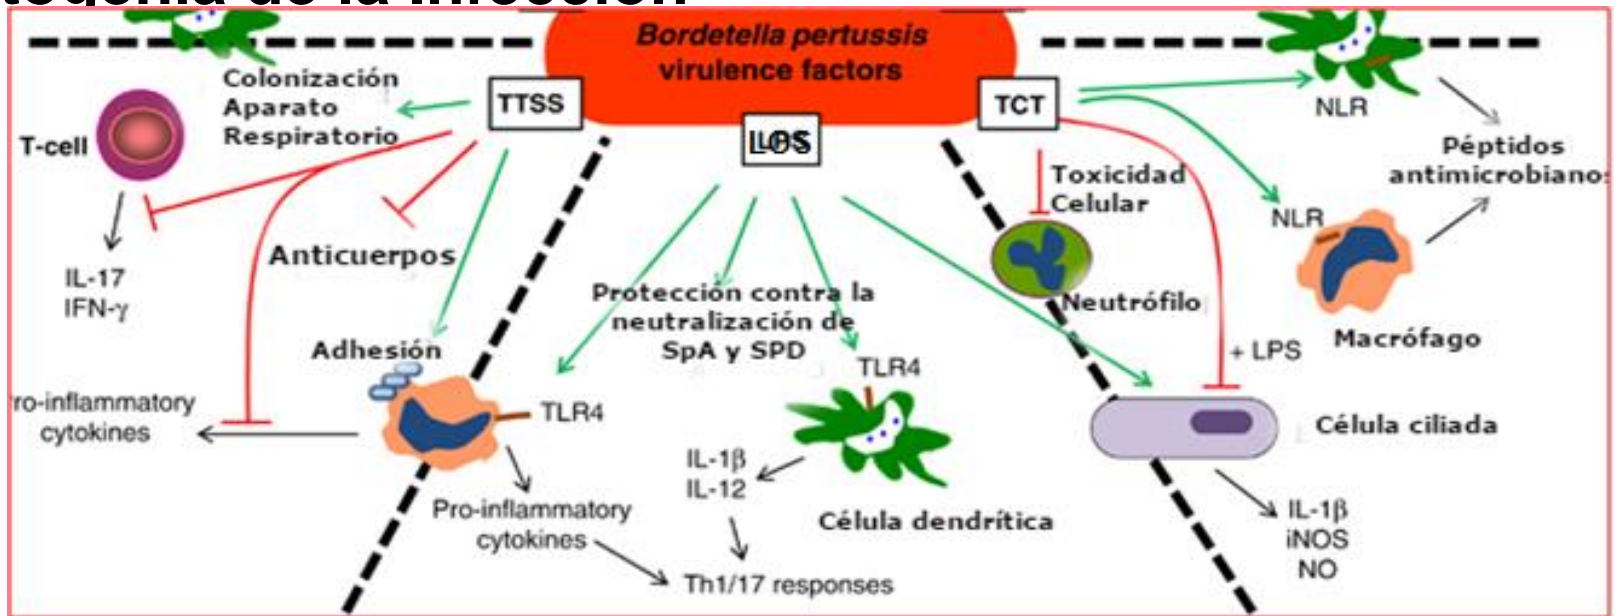 Bordetella pertussis
virulence factors
TTSS
LOS
TCT
Colonización
Aparato
Respiratorio
T-cell
IL-17
IFN-γ
Anticuerpos
Adhesión
ro-inflammatory
cytokines
TLR4
Pro-inflammatory
cytokines
Protección contra la
neutralización de
SpA y SPD
TLR4
IL-1β
IL-12
Célula dendrítica
Th1/17 responses
Toxicidad
Celular
Neutrófilo
NLR
Péptidos
antimicrobianos
NLR
Macrófago
+ LPS
Célula ciliada
IL-1β
iNOS
NO